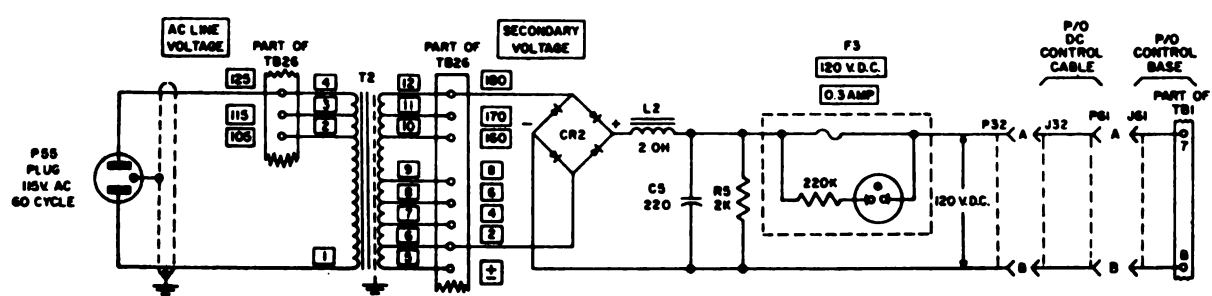 AC LINE
VOLTAGE
PART OF
TB26
125
115
105
4
3
2
1
T2
P55
PLUG
115V. AC
60 CYCLE
SECONDARY
VOLTAGE
PART OF
TB26
12
11
10
9
8
7
6
5
180
170
160
8
6
4
2
±
-
+
CR2
L2
2 OH
C5
220
R5
2K
F3
120 V.D.C.
0.3 AMP
220K
120 V.D.C.
P/O
DC
CONTROL
CABLE
P/O
CONTROL
BASE
PART OF
TB1
P32
A
J32
P61
A
J61
7
B
B
8